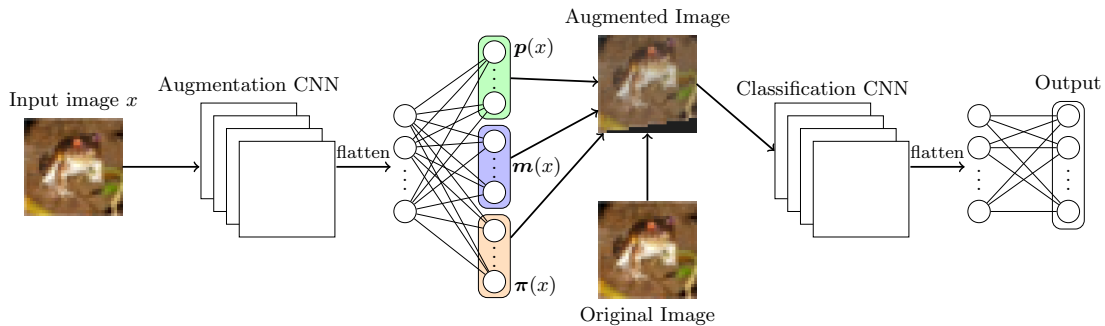 Input image x
Augmentation CNN
flatten
p(x)
m(x)
π(x)
Augmented Image
Original Image
Classification CNN
flatten
Output